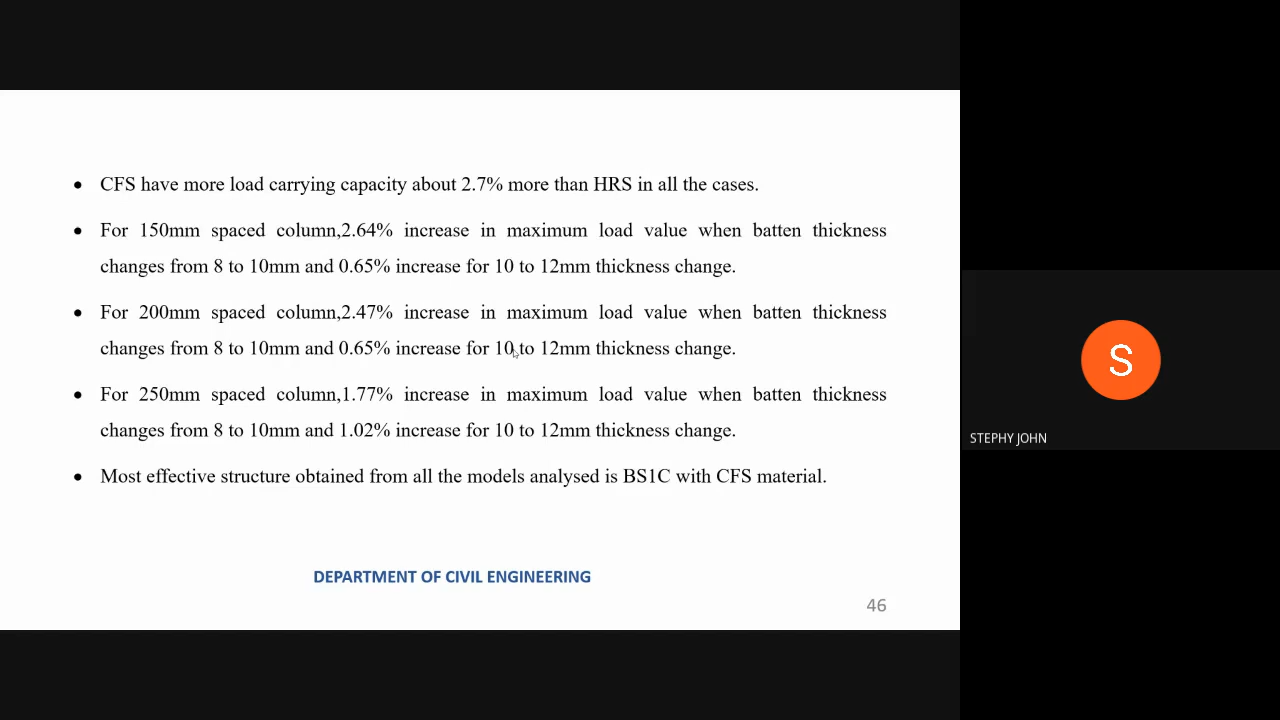 • CFS have more load carrying capacity about 2.7% more than HRS in all the cases.
• For 150mm spaced column,2.64% increase in maximum load value when batten thickness
changes from 8 to 10mm and 0.65% increase for 10 to 12mm thickness change.
• For 200mm spaced column,2.47% increase in maximum load value when batten thickness
changes from 8 to 10mm and 0.65% increase for 10 to 12mm thickness change.
• For 250mm spaced column,1.77% increase in maximum load value when batten thickness
changes from 8 to 10mm and 1.02% increase for 10 to 12mm thickness change.
• Most effective structure obtained from all the models analysed is BS1C with CFS material.
DEPARTMENT OF CIVIL ENGINEERING
46
S
STEPHY JOHN